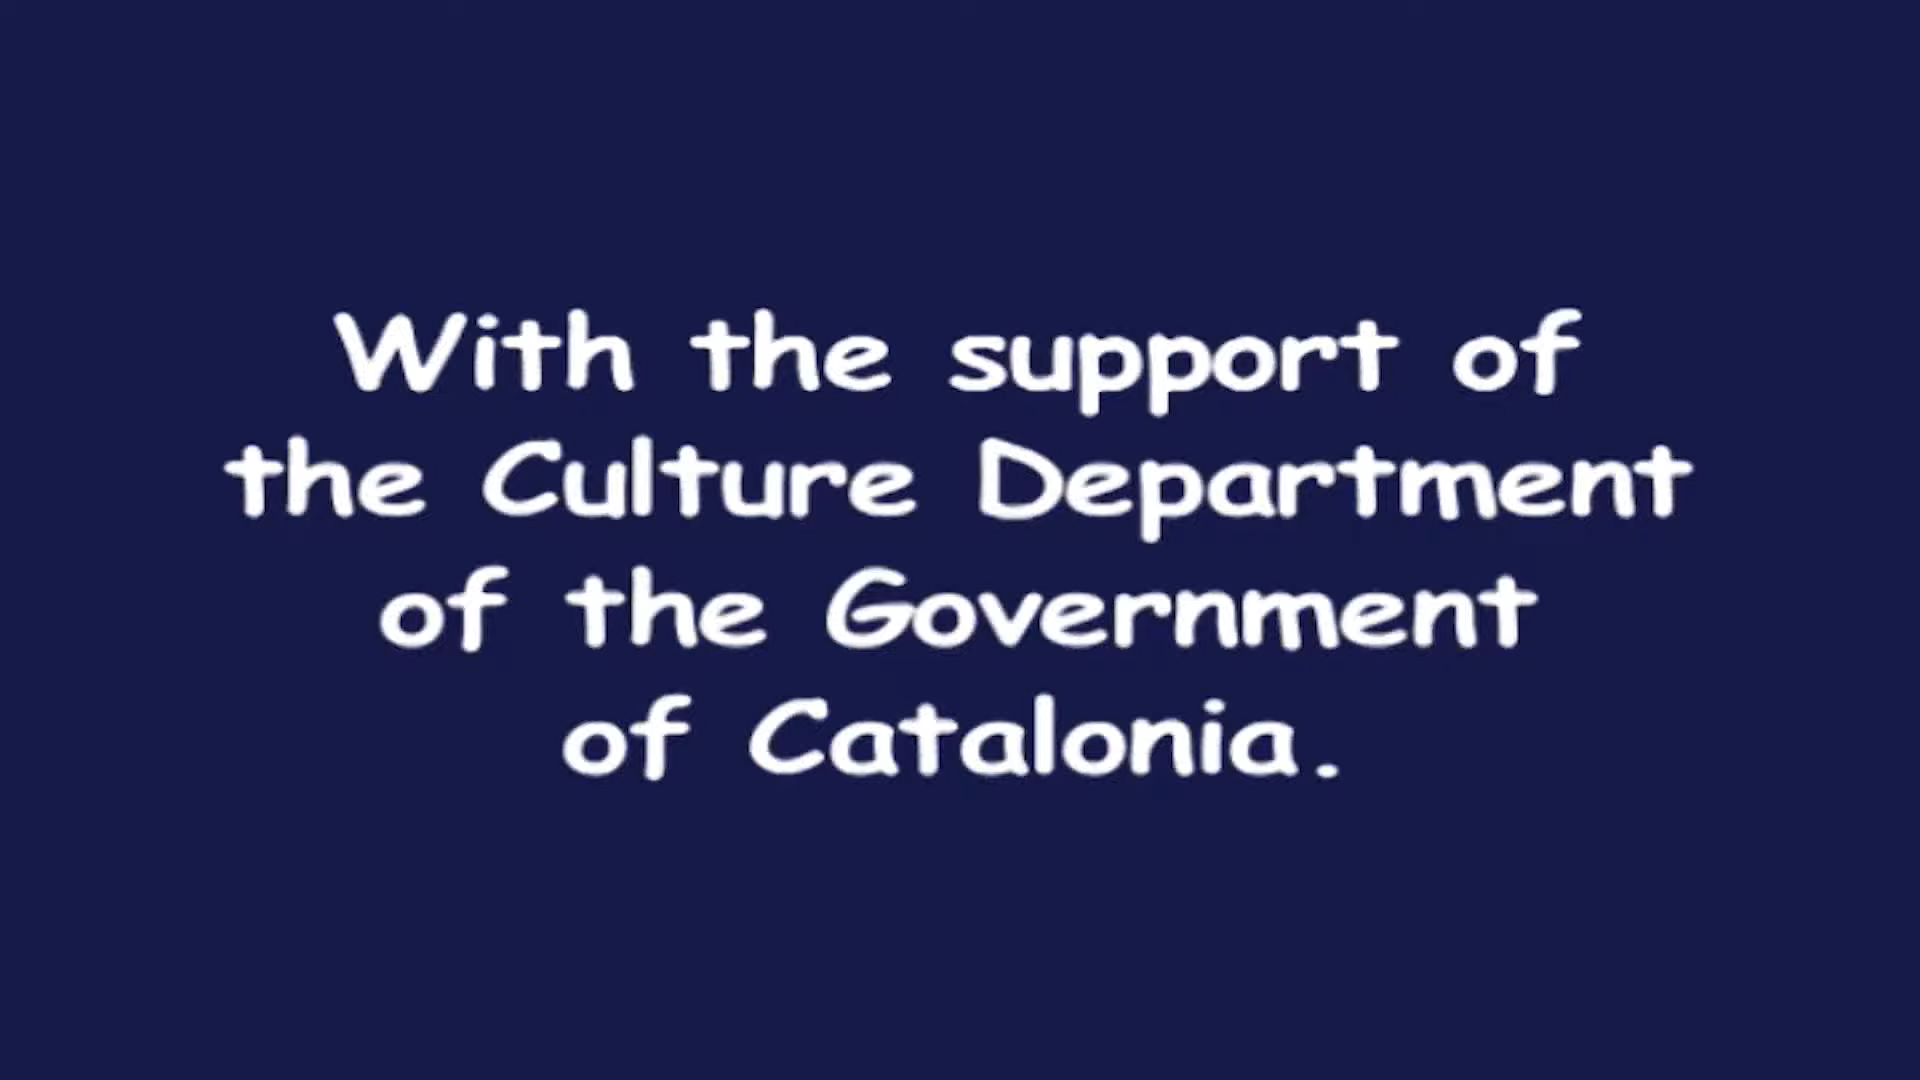 With the support of
the Culture Department
of the Government
of Catalonia.